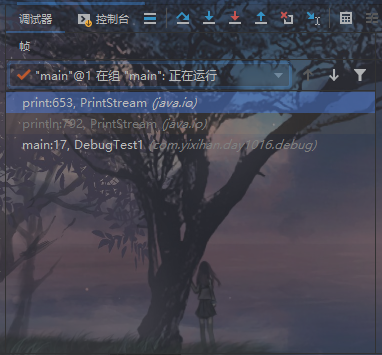 调试器 控制台
帧
"main"@1 在组 "main": 正在运行
print:653, PrintStream (java.io)
println:792, PrintStream (java.io)
main:17, DebugTest1 (com.yixihan.day1016.debug)